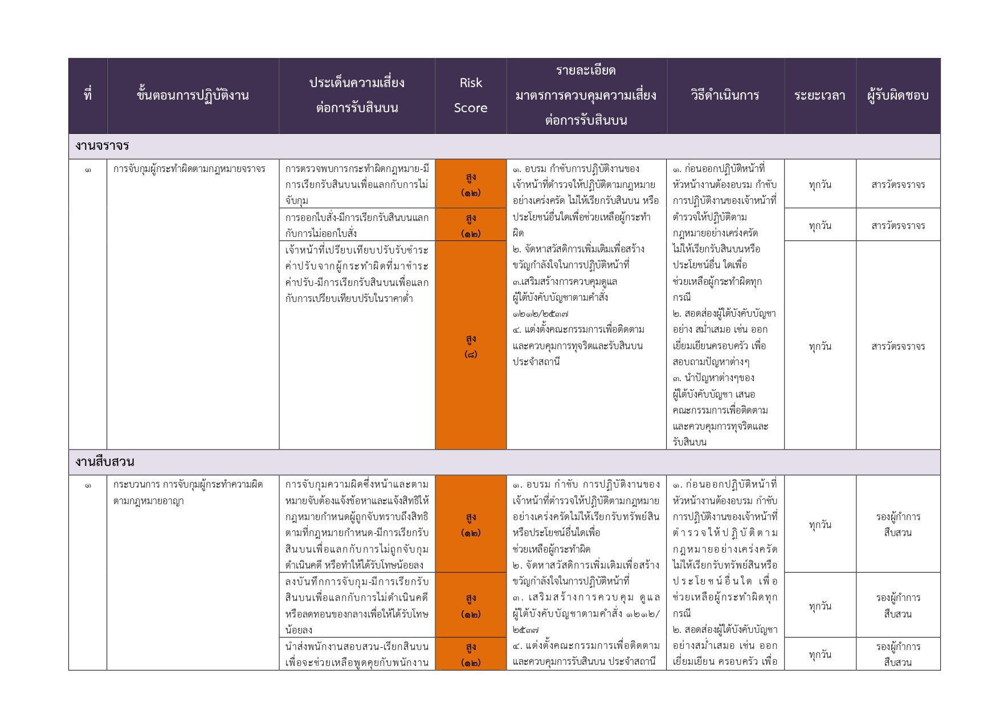 ที่
ขั้นตอนการปฏิบัติงาน
ประเด็นความเสี่ยง
ต่อการรับสินบน
Risk
Score
รายละเอียด
มาตรการควบคุมความเสี่ยง
ต่อการรับสินบน
วิธีดำเนินการ
ระยะเวลา
ผู้รับผิดชอบ
งานจราจร
๑
การจับกุมผู้กระทำผิดตามกฎหมายจราจร
การตรวจพบการกระทำผิดกฎหมาย-มี
การเรียกรับสินบนเพื่อแลกกับการไม่
จับกุม
สูง
(๑๒)
๑. อบรม กำชับการปฏิบัติงานของ
เจ้าหน้าที่ตำรวจให้ปฏิบัติตามกฎหมาย
อย่างเคร่งครัด ไม่ให้เรียกรับสินบน หรือ
ประโยชน์อื่นใดเพื่อช่วยเหลือผู้กระทำ
ผิด
๒. จัดหาสวัสดิการเพิ่มเติมเพื่อสร้าง
ขวัญกำลังใจในการปฏิบัติหน้าที่
๓.เสริมสร้างการควบคุมดูแล
ผู้ใต้บังคับบัญชาตามคำสั่ง
๑๒๑๒/๒๕๓๗
๔. แต่งตั้งคณะกรรมการเพื่อติดตาม
และควบคุมการทุจริตและรับสินบน
ประจำสถานี
๑. ก่อนออกปฏิบัติหน้าที่
หัวหน้างานต้องอบรม กำชับ
การปฏิบัติงานของเจ้าหน้าที่
ตำรวจให้ปฏิบัติตาม
กฎหมายอย่างเคร่งครัด
ไม่ให้เรียกรับสินบนหรือ
ประโยชน์อื่น ใดเพื่อ
ช่วยเหลือผู้กระทำผิดทุก
กรณี
๒. สอดส่องผู้ใต้บังคับบัญชา
อย่าง สม่ำเสมอ เช่น ออก
เยี่ยมเยียนครอบครัว เพื่อ
สอบถามปัญหาต่างๆ
๓. นำปัญหาต่างๆของ
ผู้ใต้บังคับบัญชา เสนอ
คณะกรรมการเพื่อติดตาม
และควบคุมการทุจริตและ
รับสินบน
ทุกวัน
สารวัตรจราจร
การออกใบสั่ง-มีการเรียกรับสินบนแลก
กับการไม่ออกใบสั่ง
สูง
(๑๒)
ทุกวัน
สารวัตรจราจร
เจ้าหน้าที่เปรียบเทียบปรับรับชำระ
ค่าปรับจากผู้กระทำผิดที่มาชำระ
ค่าปรับ-มีการเรียกรับสินบนเพื่อแลก
กับการเปรียบเทียบปรับในราคาต่ำ
สูง
(๘)
ทุกวัน
สารวัตรจราจร
งานสืบสวน
๑
กระบวนการ การจับกุมผู้กระทำความผิด
ตามกฎหมายอาญา
การจับกุมความผิดซึ่งหน้าและตาม
หมายจับต้องแจ้งข้อหาและแจ้งสิทธิให้
กฎหมายกำหนดผู้ถูกจับทราบถึงสิทธิ
ตามที่กฎหมายกำหนด-มีการเรียกรับ
สินบนเพื่อแลกกับการไม่ถูกจับกุม
ดำเนินคดี หรือทำให้ได้รับโทษน้อยลง
สูง
(๑๒)
๑. อบรม กำชับ การปฏิบัติงานของ
เจ้าหน้าที่ตำรวจให้ปฏิบัติตามกฎหมาย
อย่างเคร่งครัดไม่ให้เรียกรับทรัพย์สิน
หรือประโยชน์อื่นใดเพื่อ
ช่วยเหลือผู้กระทำผิด
๒. จัดหาสวัสดิการเพิ่มเติมเพื่อสร้าง
ขวัญกำลังใจในการปฏิบัติหน้าที่
๓. เสริมสร้างการควบคุม ดูแล
ผู้ใต้บังคับบัญชาตามคำสั่ง ๑๒๑๒/
๒๕๓๗
๔. แต่งตั้งคณะกรรมการเพื่อติดตาม
และควบคุมการรับสินบน ประจำสถานี
๑. ก่อนออกปฏิบัติหน้าที่
หัวหน้างานต้องอบรม กำชับ
การปฏิบัติงานของเจ้าหน้าที่
ตำรวจให้ปฏิบัติตาม
กฎหมายอย่างเคร่งครัด
ไม่ให้เรียกรับทรัพย์สินหรือ
ประโยชน์อื่นใด เพื่อ
ช่วยเหลือผู้กระทำผิดทุก
กรณี
๒. สอดส่องผู้ใต้บังคับบัญชา
อย่างสม่ำเสมอ เช่น ออก
เยี่ยมเยียน ครอบครัว เพื่อ
ทุกวัน
รองผู้กำการ
สืบสวน
ลงบันทึกการจับกุม-มีการเรียกรับ
สินบนเพื่อแลกกับการไม่ดำเนินคดี
หรือลดทอนของกลางเพื่อให้ได้รับโทษ
น้อยลง
สูง
(๑๒)
ทุกวัน
รองผู้กำการ
สืบสวน
นำส่งพนักงานสอบสวน-เรียกสินบน
เพื่อจะช่วยเหลือพูดคุยกับพนักงาน
สูง
(๑๒)
ทุกวัน
รองผู้กำการ
สืบสวน